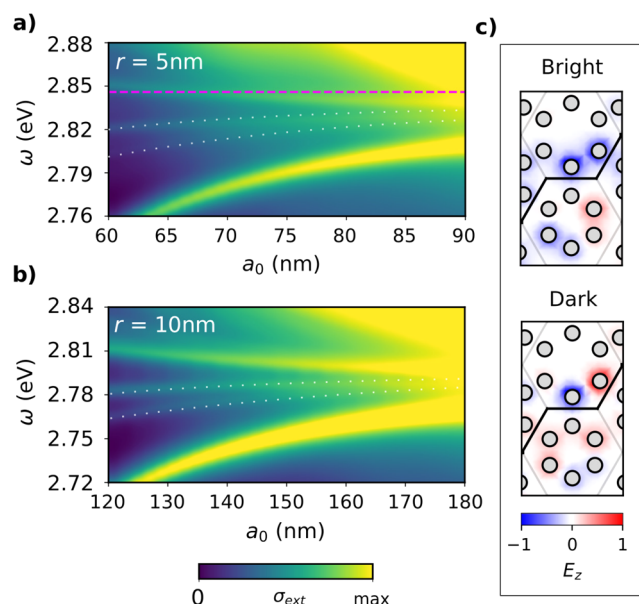 a)
r = 5nm
2.88
2.85
2.82
2.79
2.76
ω (eV)
60 65 70 75 80 85 90
a₀ (nm)
b)
r = 10nm
2.84
2.81
2.78
2.75
2.72
ω (eV)
120 130 140 150 160 170 180
a₀ (nm)
0 σₑₓₜ max
c)
Bright
Dark
−1 0 1
E_z